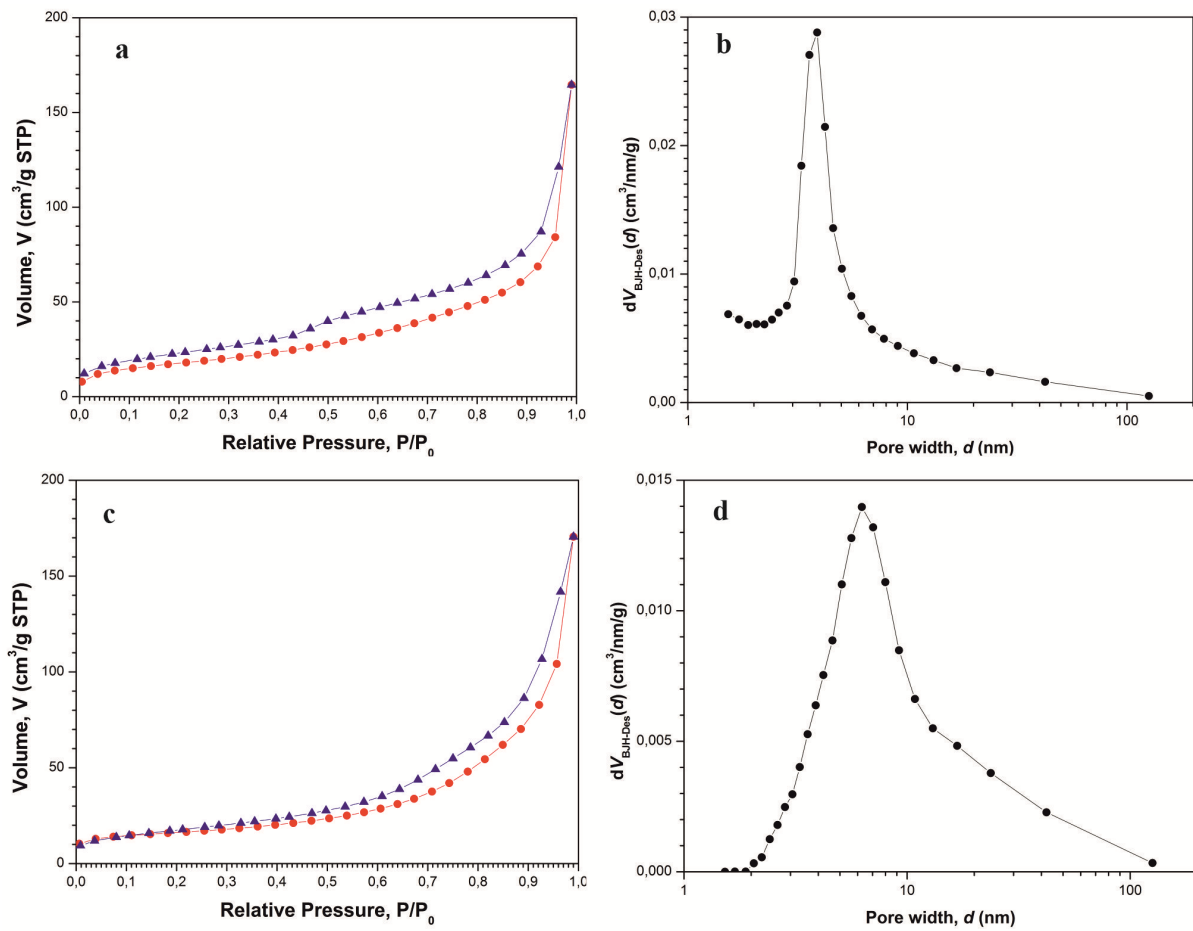 a
Volume, V (cm³/g STP)
200
150
100
50
0
0,0 0,1 0,2 0,3 0,4 0,5 0,6 0,7 0,8 0,9 1,0
Relative Pressure, P/P₀
b
dV_BJH-Des(d) (cm³/nm/g)
0,03
0,02
0,01
0,00
1 10 100
Pore width, d (nm)
c
Volume, V (cm³/g STP)
200
150
100
50
0
0,0 0,1 0,2 0,3 0,4 0,5 0,6 0,7 0,8 0,9 1,0
Relative Pressure, P/P₀
d
dV_BJH-Des(d) (cm³/nm/g)
0,015
0,010
0,005
0,000
1 10 100
Pore width, d (nm)